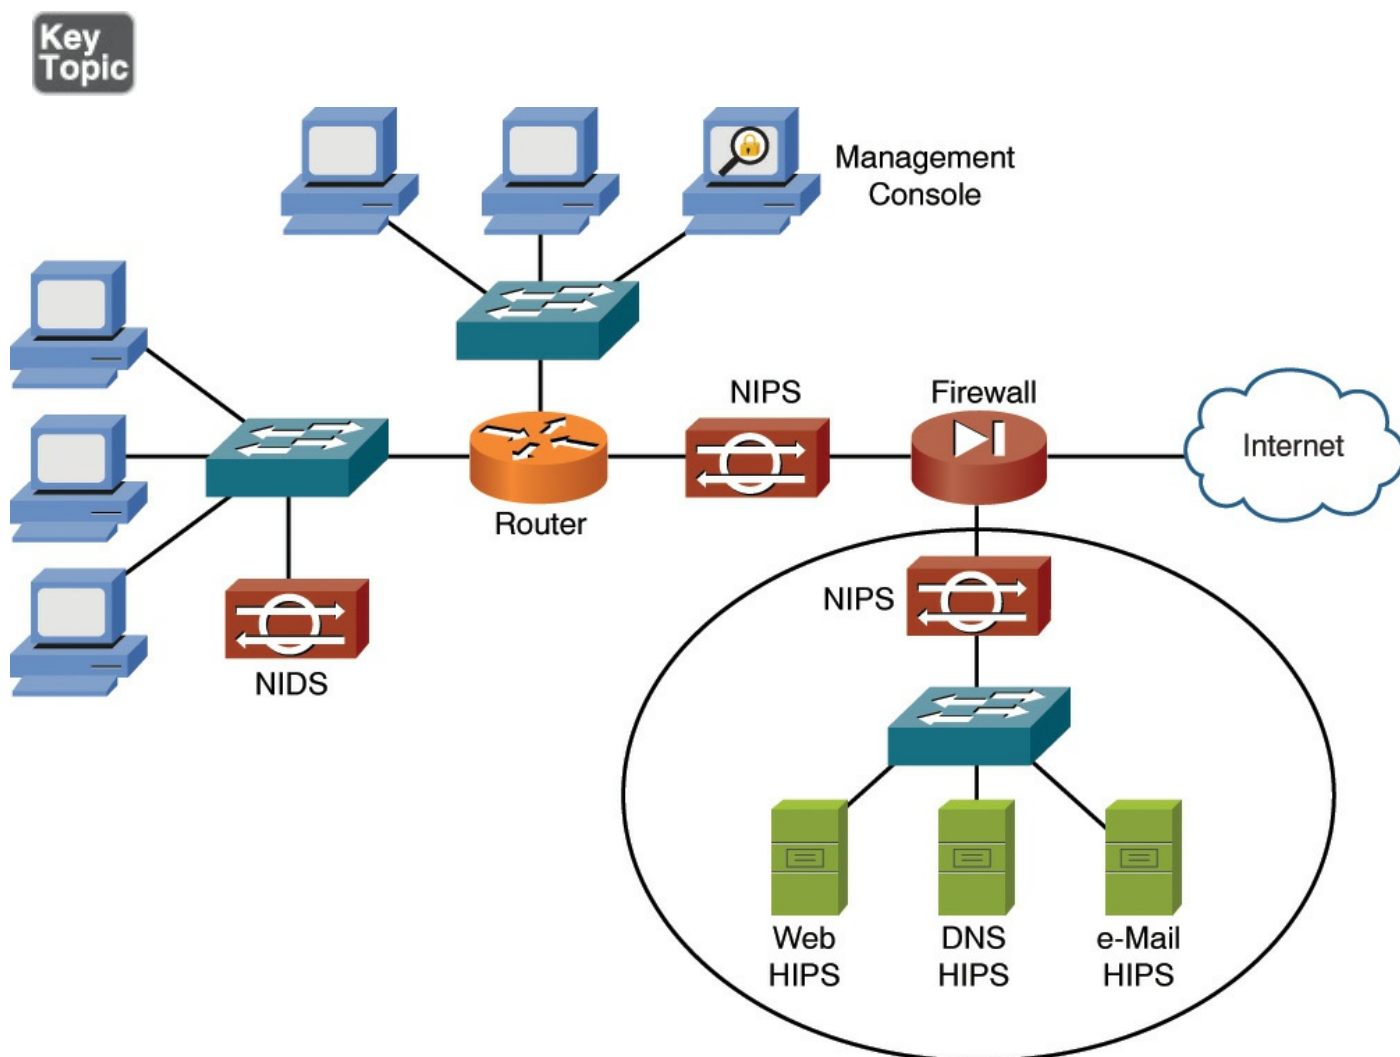 Key
Topic
Management
Console
NIPS
Firewall
Internet
Router
NIPS
NIDS
Web
HIPS
DNS
HIPS
e-Mail
HIPS